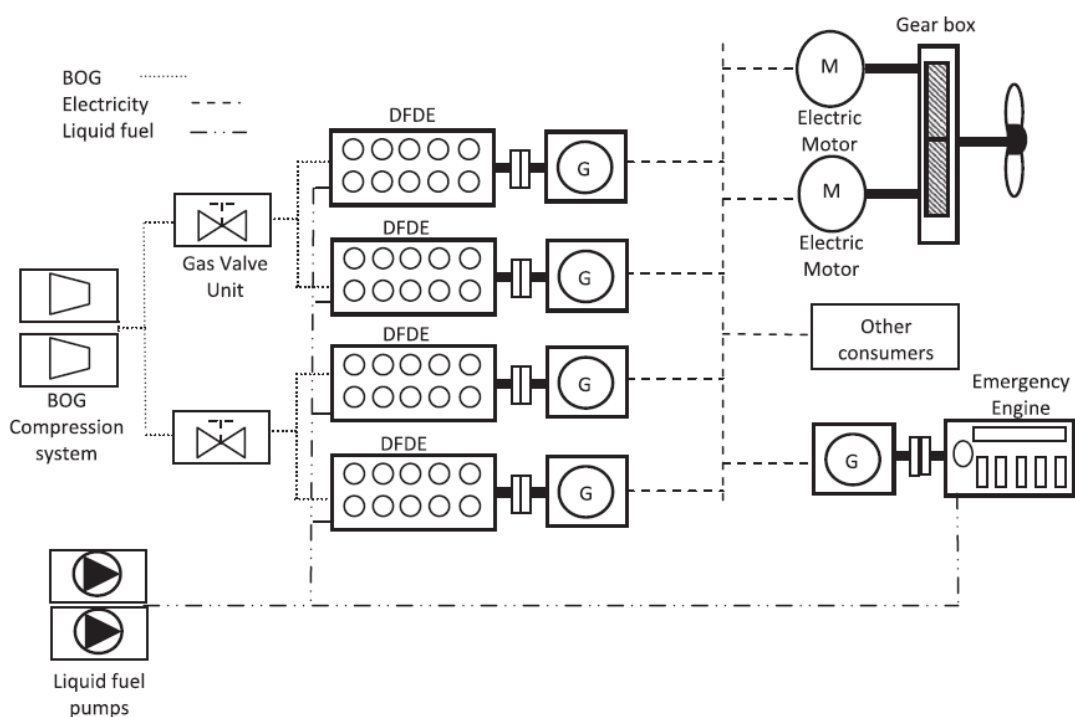 BOG
Electricity
Liquid fuel
DFDE
G
DFDE
G
DFDE
G
DFDE
G
Gas Valve
Unit
BOG
Compression
system
Liquid fuel
pumps
Gear box
M
Electric
Motor
M
Electric
Motor
Other
consumers
Emergency
Engine
G